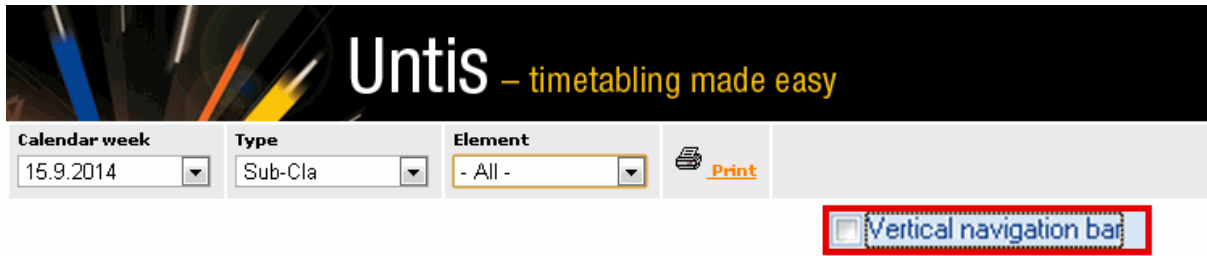 Untis – timetabling made easy
Calendar week Type Element
15.9.2014 Sub-Cla - All - Print
Vertical navigation bar